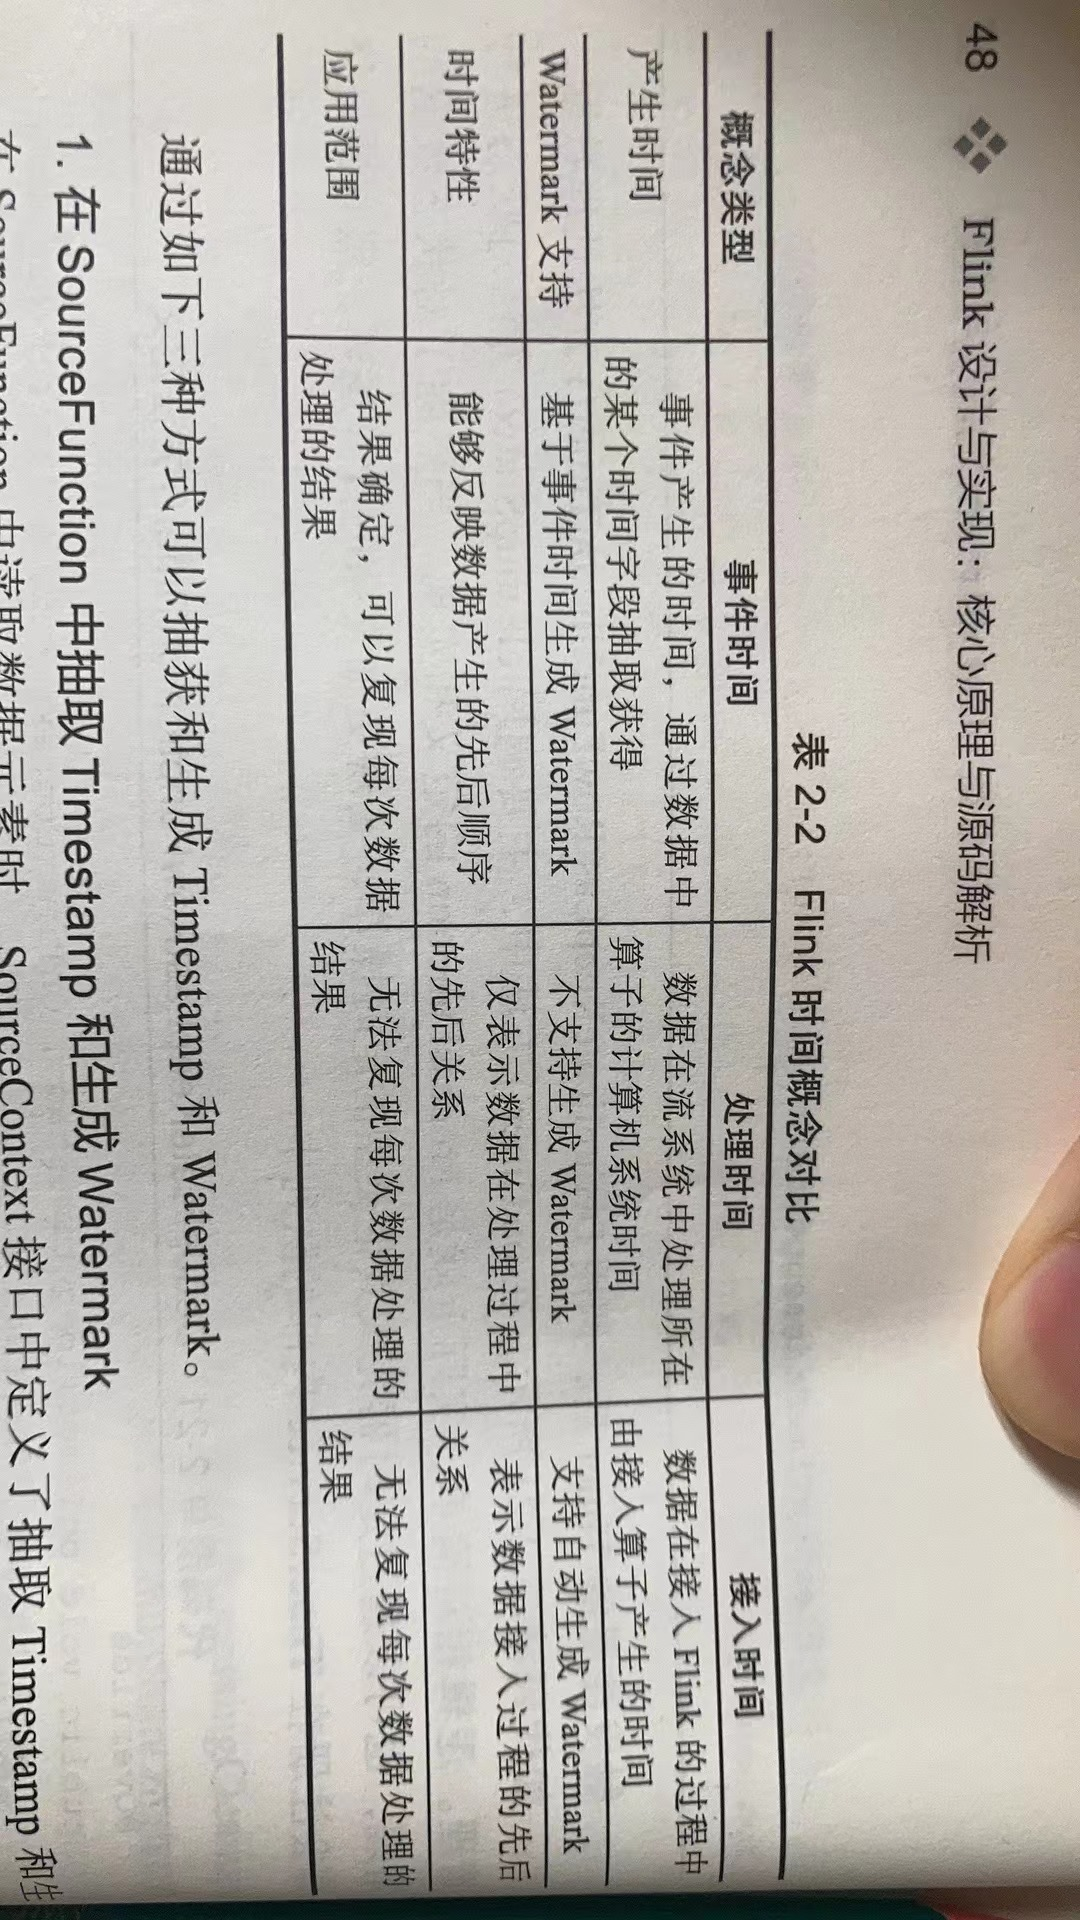 48 Flink 设计与实现：核心原理与源码解析
表 2-2 Flink 时间概念对比
概念类型 事件时间 处理时间 接入时间
产生时间 事件产生的时间，通过数据中 数据在流系统中处理所在 数据在接入 Flink 的过程中
的某个时间字段抽取获得 算子的计算机系统时间 由接入算子产生的时间
Watermark 支持 基于事件时间生成 Watermark 不支持生成 Watermark 支持自动生成 Watermark
时间特性 能够反映数据产生的先后顺序 仅表示数据在处理过程中 表示数据接入过程的先后
的先后关系 关系
应用范围 结果确定，可以复现每次数据 无法复现每次数据处理的 无法复现每次数据处理的
处理的结果 结果 结果
通过如下三种方式可以抽获和生成 Timestamp 和 Watermark。
1. 在 SourceFunction 中抽取 Timestamp 和生成 Watermark
在 SourceFunction 中读取数据元素时 SourceContext 接口中定义了抽取 Timestamp 和生